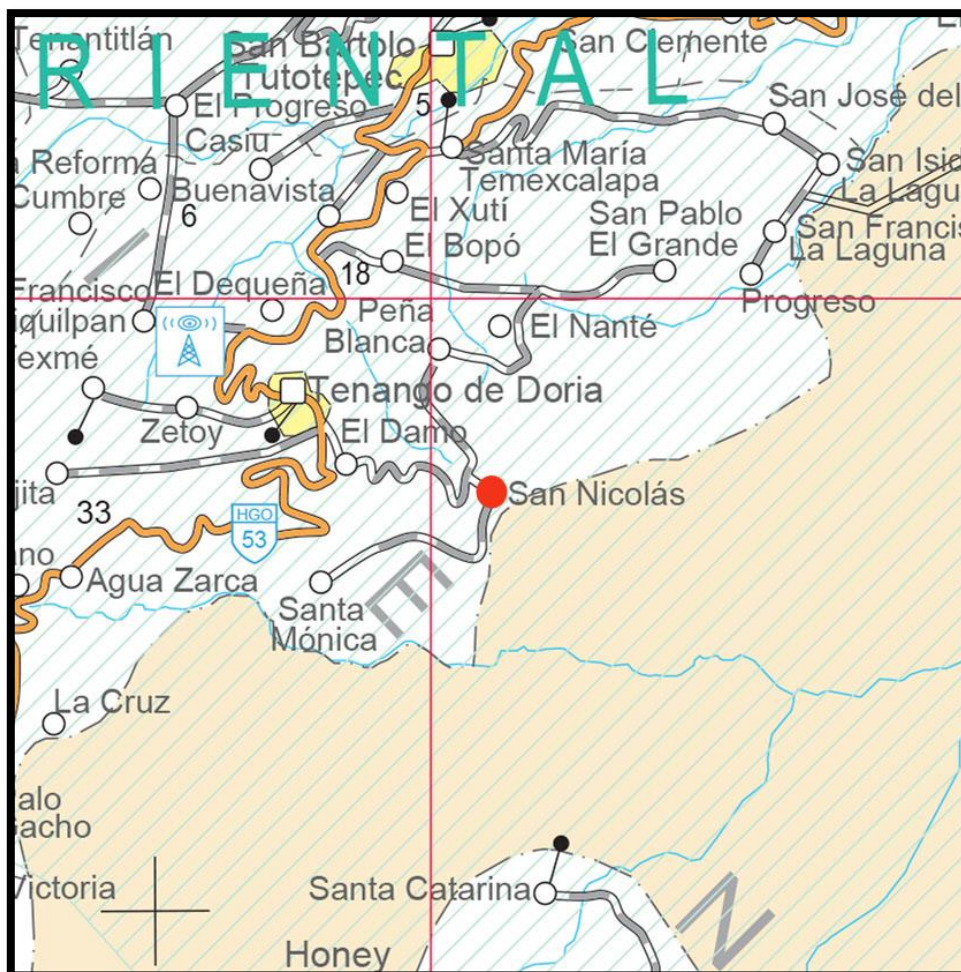 Tenantitlán
San Bartolo
Tutotepec
San Clemente
RIENTAL
El Progreso
5
San José del
Casiu
Santa María
Temexcalapa
San Isid
La Lagu
a Reforma
Cumbre
Buenavista
6
El Xutí
San Pablo
El Grande
San Francis
La Laguna
El Bopó
18
I
Francisco
iquilpan
El Dequeña
Peña
Blanca
El Nanté
Progreso
exmé
Tenango de Doria
Zetoy
El Damo
jita
San Nicolás
33
HGO
53
ano
Agua Zarca
E
Santa
Mónica
La Cruz
alo
acho
Victoria
Santa Catarina
N
Honey